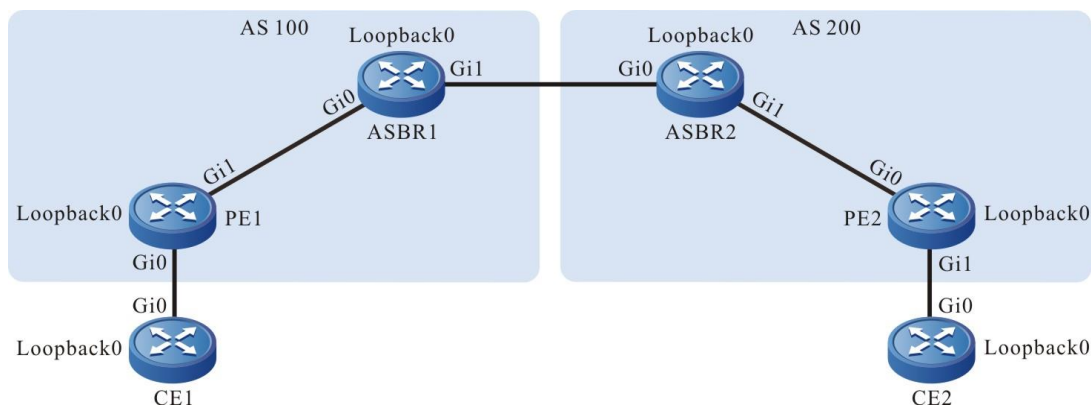 AS 100
AS 200
Loopback0
Loopback0
Gi1
Gi0
Gi0
Gi1
ASBR1
ASBR2
Gi1
Gi0
Loopback0
PE1
PE2
Loopback0
Gi0
Gi1
Gi0
Gi0
Loopback0
Loopback0
CE1
CE2